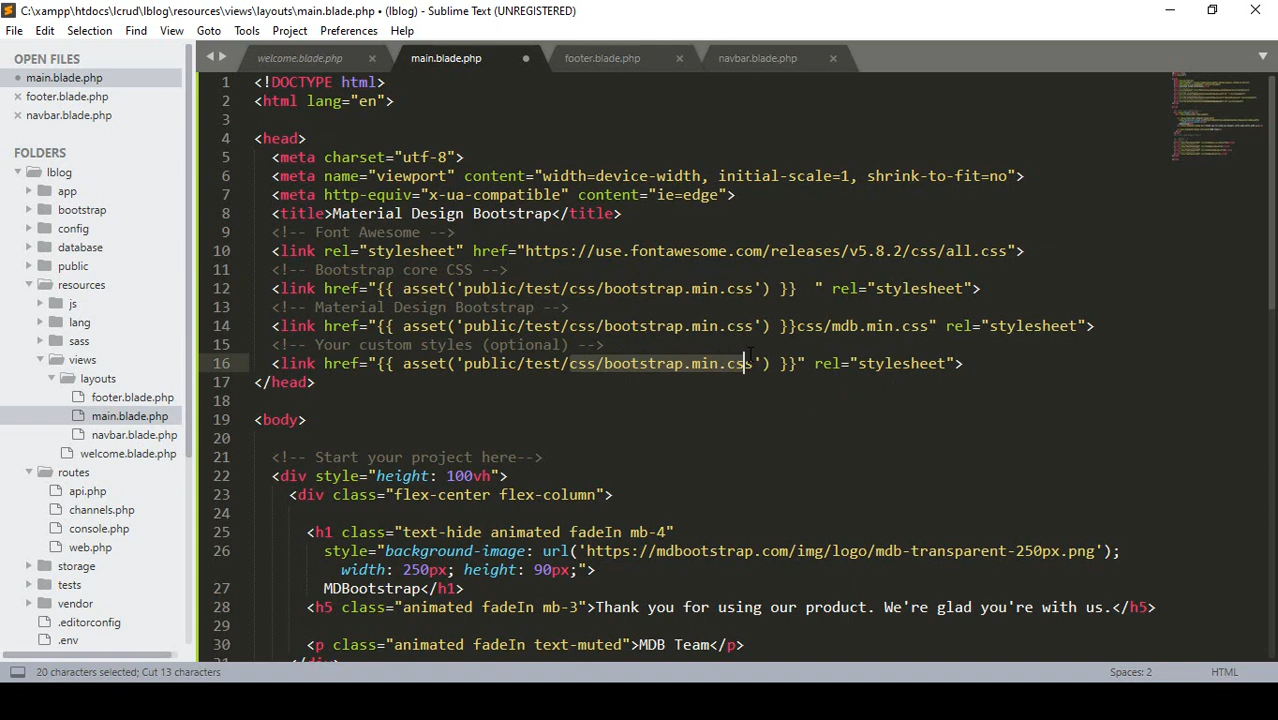 C:\xampp\htdocs\lcrud\lblog\resources\views\layouts\main.blade.php • (lblog) - Sublime Text (UNREGISTERED)
File Edit Selection Find View Goto Tools Project Preferences Help
OPEN FILES
main.blade.php
footer.blade.php
navbar.blade.php
FOLDERS
lblog
app
bootstrap
config
database
public
resources
js
lang
sass
views
layouts
footer.blade.php
main.blade.php
navbar.blade.php
welcome.blade.php
routes
api.php
channels.php
console.php
web.php
storage
tests
vendor
.editorconfig
.env
welcome.blade.php main.blade.php footer.blade.php navbar.blade.php
1 <!DOCTYPE html>
2 <html lang="en">
3
4 <head>
5 <meta charset="utf-8">
6 <meta name="viewport" content="width=device-width, initial-scale=1, shrink-to-fit=no">
7 <meta http-equiv="x-ua-compatible" content="ie=edge">
8 <title>Material Design Bootstrap</title>
9 <!-- Font Awesome -->
10 <link rel="stylesheet" href="https://use.fontawesome.com/releases/v5.8.2/css/all.css">
11 <!-- Bootstrap core CSS -->
12 <link href="{{ asset('public/test/css/bootstrap.min.css') }}  " rel="stylesheet">
13 <!-- Material Design Bootstrap -->
14 <link href="{{ asset('public/test/css/bootstrap.min.css') }}css/mdb.min.css" rel="stylesheet">
15 <!-- Your custom styles (optional) -->
16 <link href="{{ asset('public/test/css/bootstrap.min.css') }}" rel="stylesheet">
17 </head>
18
19 <body>
20
21 <!-- Start your project here-->
22 <div style="height: 100vh">
23 <div class="flex-center flex-column">
24
25 <h1 class="text-hide animated fadeIn mb-4"
26 style="background-image: url('https://mdbootstrap.com/img/logo/mdb-transparent-250px.png');
width: 250px; height: 90px;">
27 MDBootstrap</h1>
28 <h5 class="animated fadeIn mb-3">Thank you for using our product. We're glad you're with us.</h5>
29
30 <p class="animated fadeIn text-muted">MDB Team</p>
31 </div>
20 characters selected; Cut 13 characters Spaces: 2 HTML